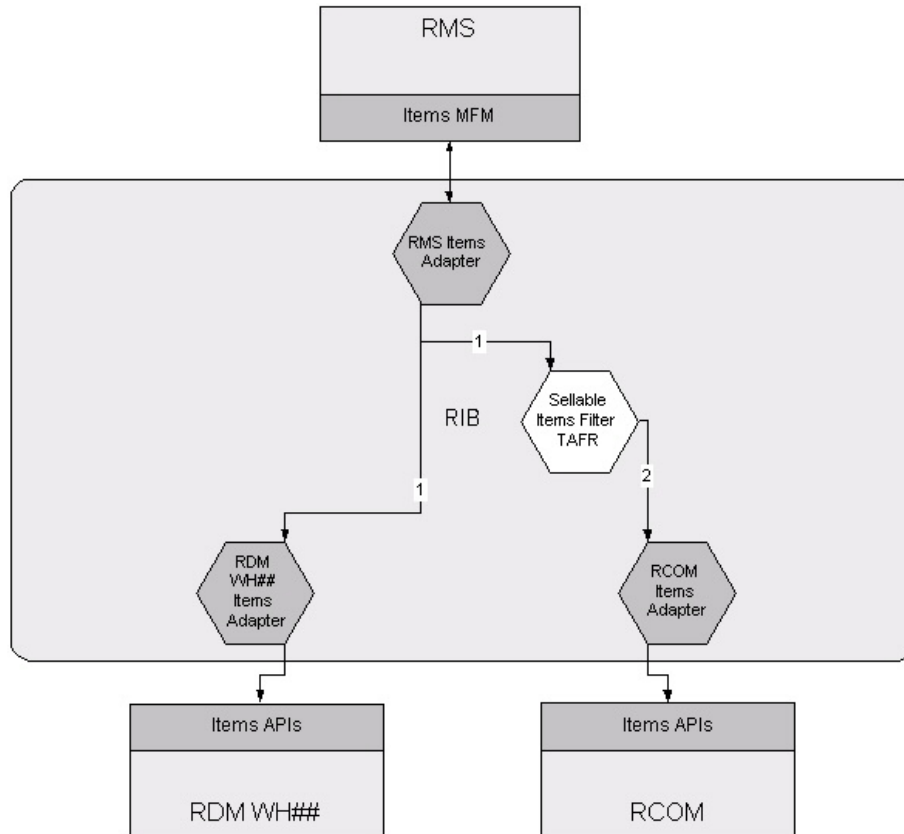 RMS
Items MFM
RMS Items
Adapter
1
Sellable
Items Filter
TAFR
RIB
2
1
RDM
WH##
Items
Adapter
RCOM
Items
Adapter
Items APIs
RDM WH##
Items APIs
RCOM